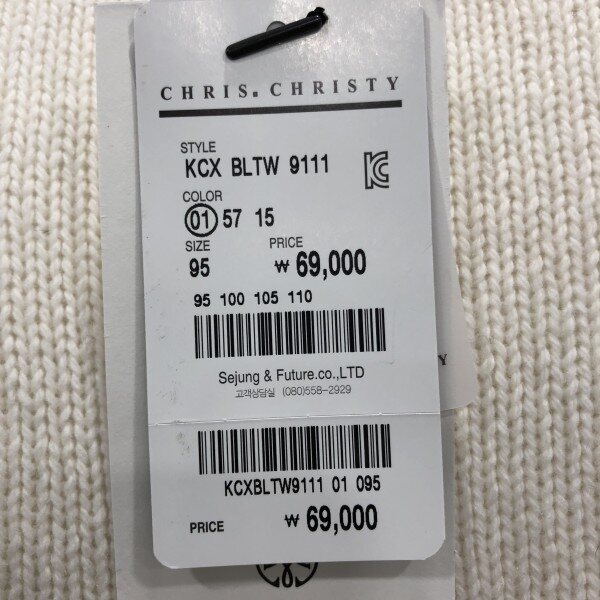 CHRIS.CHRISTY
STYLE
KCX BLTW 9111
COLOR
01 57 15
SIZE PRICE
95 ₩ 69,000
95 100 105 110
Sejung & Future.co.,LTD
고객상담실 (080)558-2929
Y
KCXBLTW9111 01 095
PRICE ₩ 69,000